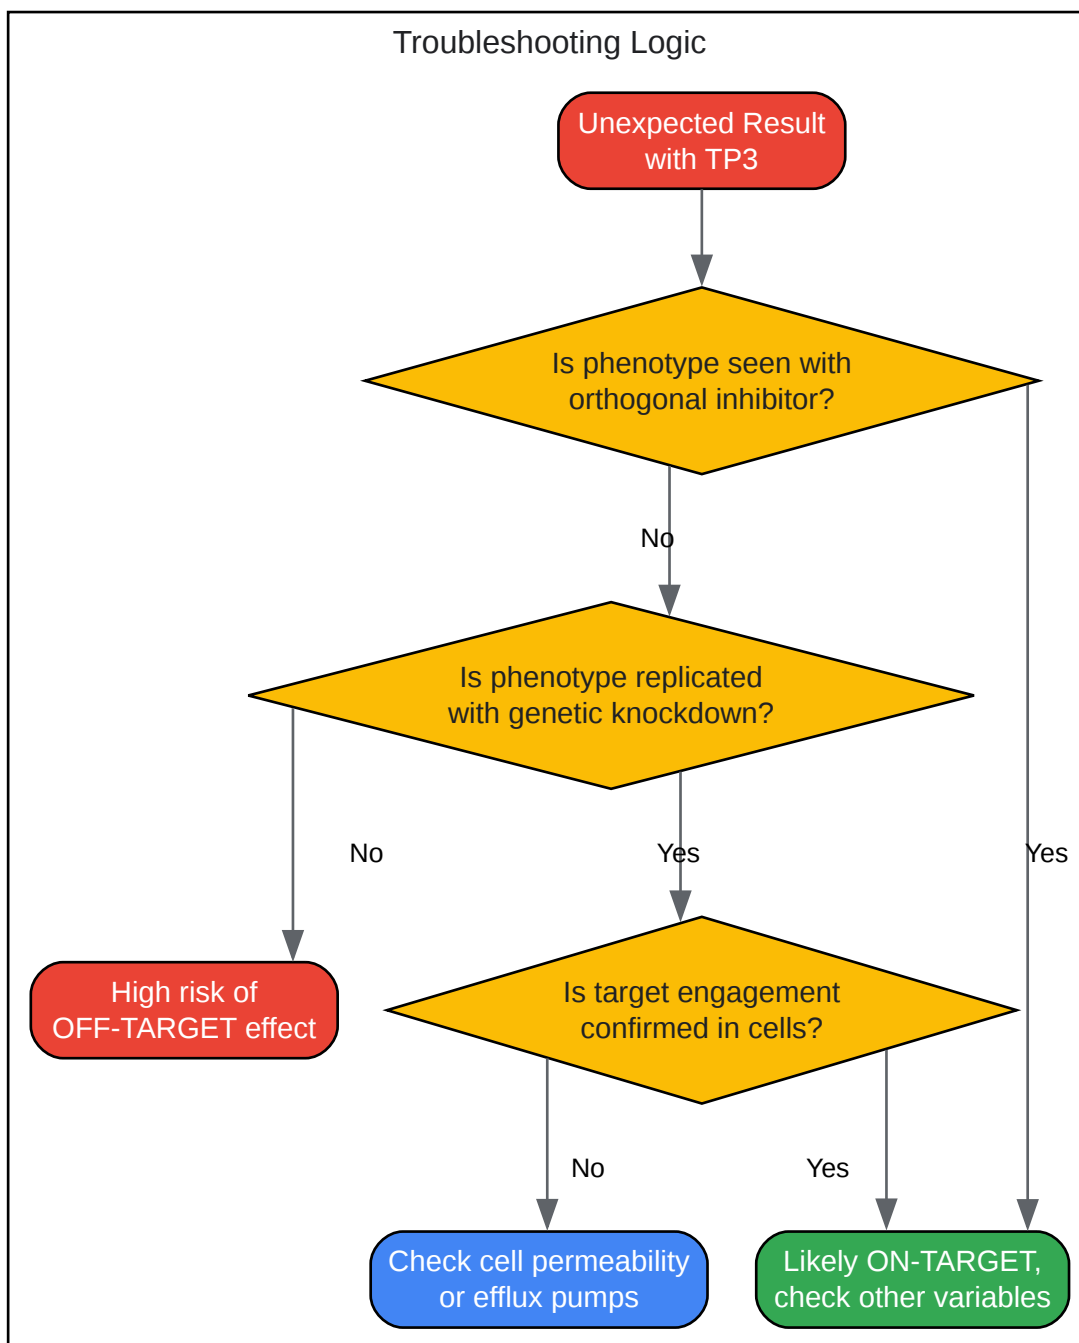 Troubleshooting Logic
Unexpected Result
with TP3
Is phenotype seen with
orthogonal inhibitor?
No
Is phenotype replicated
with genetic knockdown?
No
Yes
Yes
Is target engagement
confirmed in cells?
High risk of
OFF-TARGET effect
No
Yes
Check cell permeability
or efflux pumps
Likely ON-TARGET,
check other variables